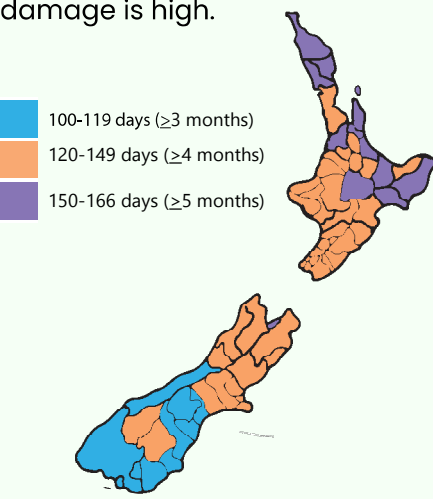 damage is high.
100-119 days (≥3 months)
120-149 days (≥4 months)
150-166 days (≥5 months)